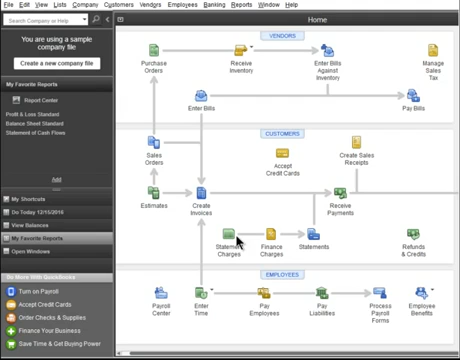 File Edit View Lists Company Customers Vendors Employees Banking Reports Window Help
Search Company or Help
Home
You are using a sample
company file
Create a new company file
My Favorite Reports
Report Center
Profit & Loss Standard
Balance Sheet Standard
Statement of Cash Flows
Add
My Shortcuts
Do Today 12/15/2016
View Balances
My Favorite Reports
Open Windows
Do More With QuickBooks
Turn on Payroll
Accept Credit Cards
Order Checks & Supplies
Finance Your Business
Save Time & Get Buying Power
VENDORS
Purchase
Orders
Receive
Inventory
Enter Bills
Against
Inventory
Manage
Sales
Tax
Enter Bills
Pay Bills
CUSTOMERS
Sales
Orders
Accept
Credit Cards
Create Sales
Receipts
Estimates
Create
Invoices
Receive
Payments
Statement
Charges
Finance
Charges
Statements
Refunds
& Credits
EMPLOYEES
Payroll
Center
Enter
Time
Pay
Employees
Pay
Liabilities
Process
Payroll
Forms
Employee
Benefits